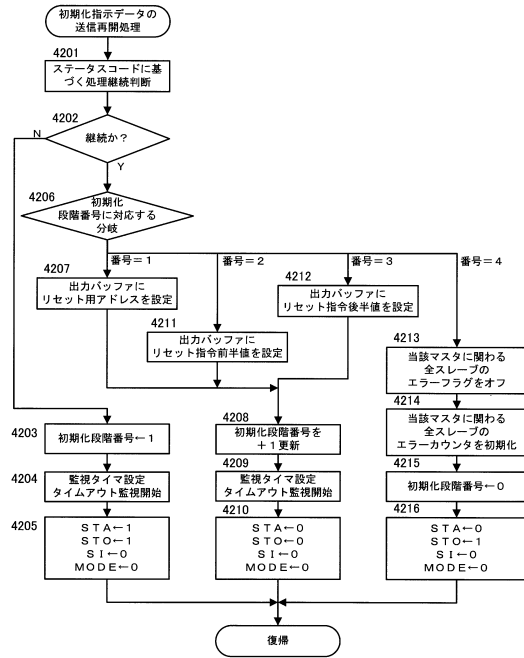 初期化指示データの
送信再開処理
4201
ステータスコードに基
づく処理継続判断
4202
N
継続か？
Y
4206
初期化
段階番号に対応する
分岐
番号＝１
番号＝２
番号＝３
番号＝４
4207
出力バッファに
リセット用アドレスを設定
4212
出力バッファに
リセット指令後半値を設定
4211
出力バッファに
リセット指令前半値を設定
4213
当該マスタに関わる
全スレーブの
エラーフラグをオフ
4214
当該マスタに関わる
全スレーブの
エラーカウンタを初期化
4203
初期化段階番号←１
4208
初期化段階番号を
＋１更新
4215
初期化段階番号←０
4204
監視タイマ設定
タイムアウト監視開始
4209
監視タイマ設定
タイムアウト監視開始
4205
ＳＴＡ←１
ＳＴＯ←１
ＳＩ←０
ＭＯＤＥ←０
4210
ＳＴＡ←０
ＳＴＯ←０
ＳＩ←０
ＭＯＤＥ←０
4216
ＳＴＡ←０
ＳＴＯ←１
ＳＩ←０
ＭＯＤＥ←０
復帰